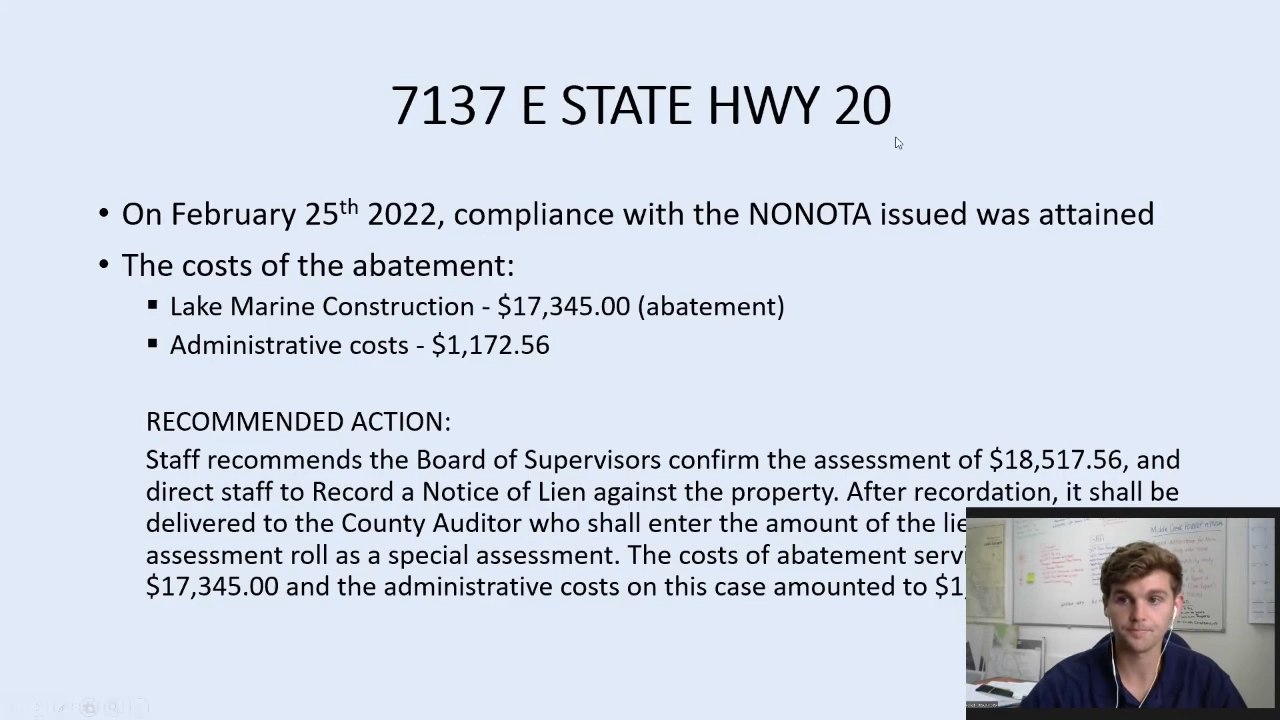 7137 E STATE HWY 20
• On February 25th 2022, compliance with the NONOTA issued was attained
• The costs of the abatement:
▪ Lake Marine Construction - $17,345.00 (abatement)
▪ Administrative costs - $1,172.56
RECOMMENDED ACTION:
Staff recommends the Board of Supervisors confirm the assessment of $18,517.56, and
direct staff to Record a Notice of Lien against the property. After recordation, it shall be
delivered to the County Auditor who shall enter the amount of the
assessment roll as a special assessment. The costs of abatement
$17,345.00 and the administrative costs on this case amounted to